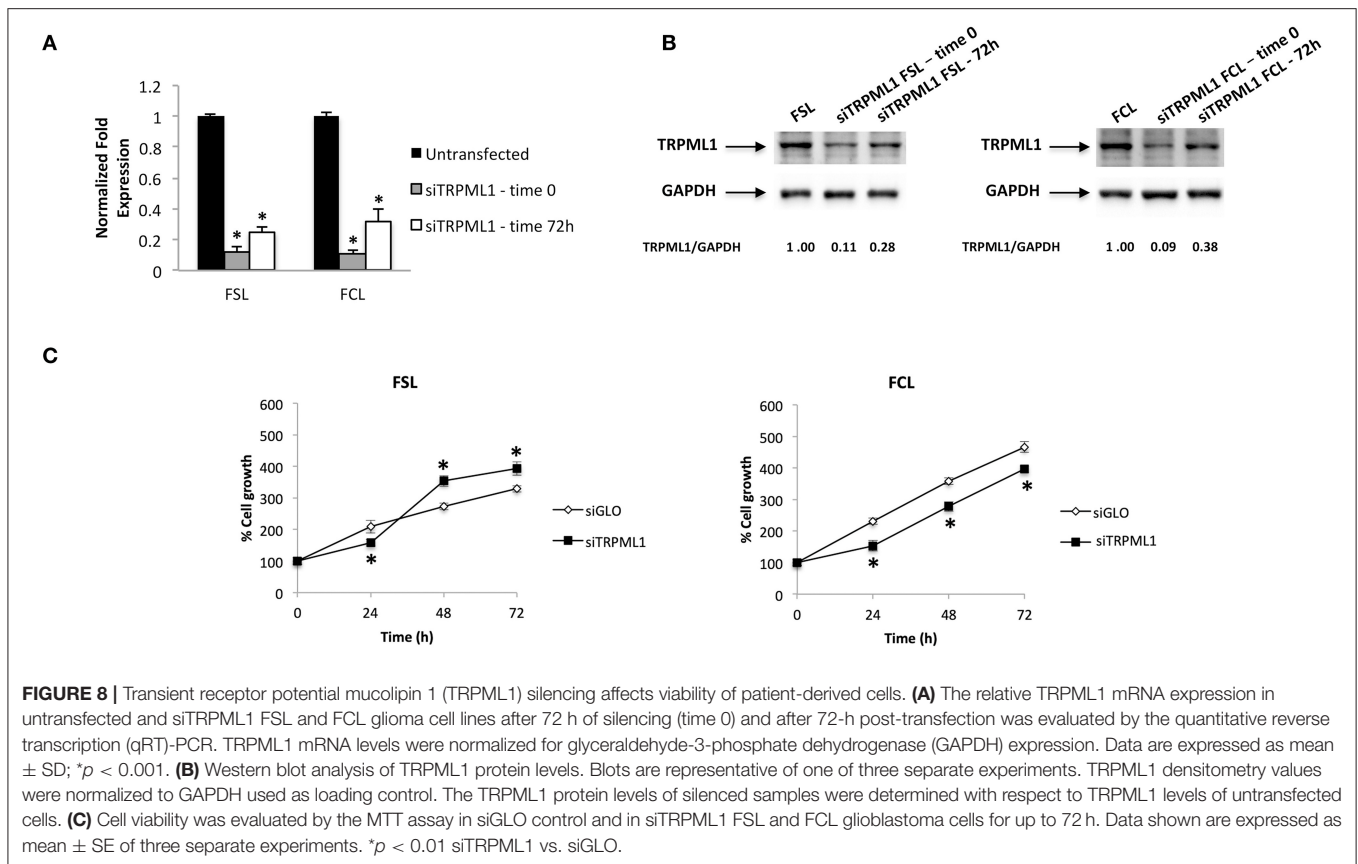 A
1.2
1
0.8
0.6
0.4
0.2
0
Normalized Fold
Expression
*
*
*
*
FSL
FCL
Untransfected
siTRPML1 - time 0
siTRPML1 - time 72h
B
FSL
siTRPML1 FSL – time 0
siTRPML1 FSL - 72h
TRPML1
GAPDH
TRPML1/GAPDH 1 .00 0.11 0.28
FCL
siTRPML1 FCL – time 0
siTRPML1 FCL - 72h
TRPML1
GAPDH
TRPML1/GAPDH 1 .00 0.09 0.38
C
FSL
600
500
400
300
200
100
0
% Cell growth
*
*
*
0 24 48 72
Time (h)
siGLO
siTRPML1
FCL
600
500
400
300
200
100
0
% Cell growth
*
*
*
0 24 48 72
Time (h)
siGLO
siTRPML1
FIGURE 8 | Transient receptor potential mucolipin 1 (TRPML1) silencing affects viability of patient-derived cells. (A) The relative TRPML1 mRNA expression in
untransfected and siTRPML1 FSL and FCL glioma cell lines after 72 h of silencing (time 0) and after 72-h post-transfection was evaluated by the quantitative reverse
transcription (qRT)-PCR. TRPML1 mRNA levels were normalized for glyceraldehyde-3-phosphate dehydrogenase (GAPDH) expression. Data are expressed as mean
± SD; *p < 0.001. (B) Western blot analysis of TRPML1 protein levels. Blots are representative of one of three separate experiments. TRPML1 densitometry values
were normalized to GAPDH used as loading control. The TRPML1 protein levels of silenced samples were determined with respect to TRPML1 levels of untransfected
cells. (C) Cell viability was evaluated by the MTT assay in siGLO control and in siTRPML1 FSL and FCL glioblastoma cells for up to 72 h. Data shown are expressed as
mean ± SE of three separate experiments. *p < 0.01 siTRPML1 vs. siGLO.